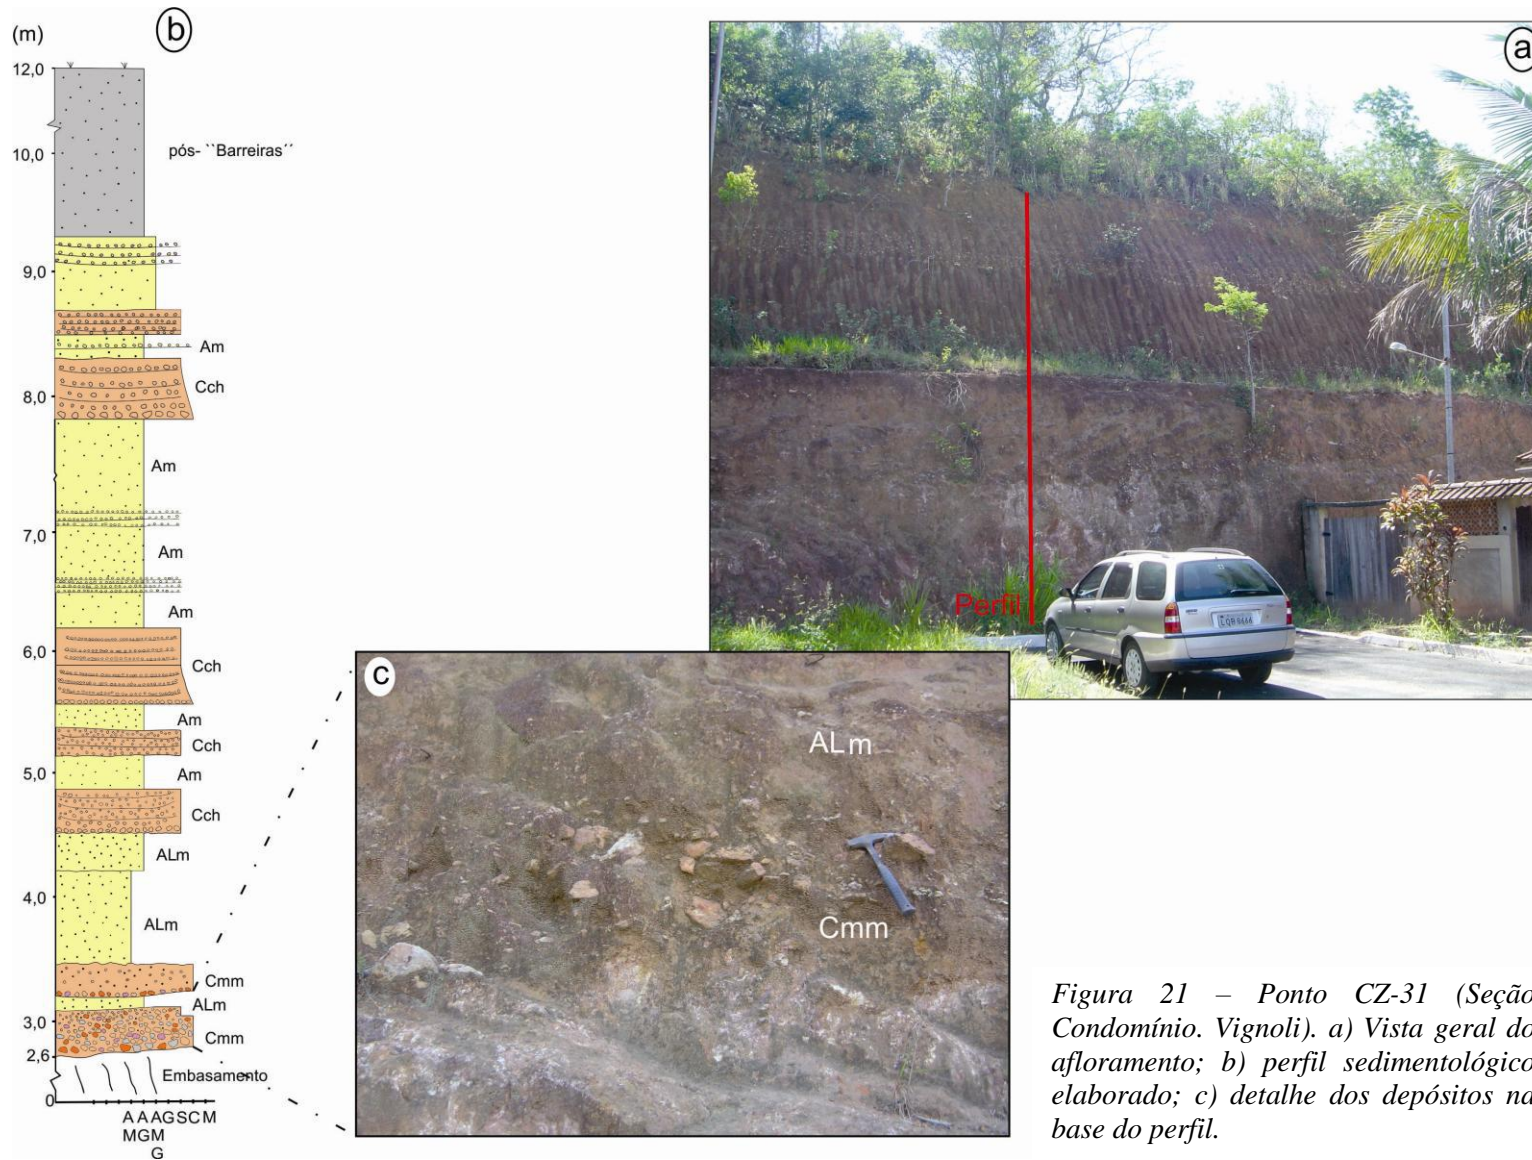 (m)
b
12,0
10,0
pós- ``Barreiras´´
9,0
Am
Cch
8,0
Am
7,0
Am
Am
6,0
Cch
Am
Cch
5,0
Am
Cch
ALm
4,0
ALm
Cmm
ALm
3,0
Cmm
2,6
Embasamento
0
A A AGSCM
MGM
G
a
Perfil
c
ALm
Cmm
Figura 21 – Ponto CZ-31 (Seção
Condomínio. Vignoli). a) Vista geral do
afloramento; b) perfil sedimentológico
elaborado; c) detalhe dos depósitos na
base do perfil.